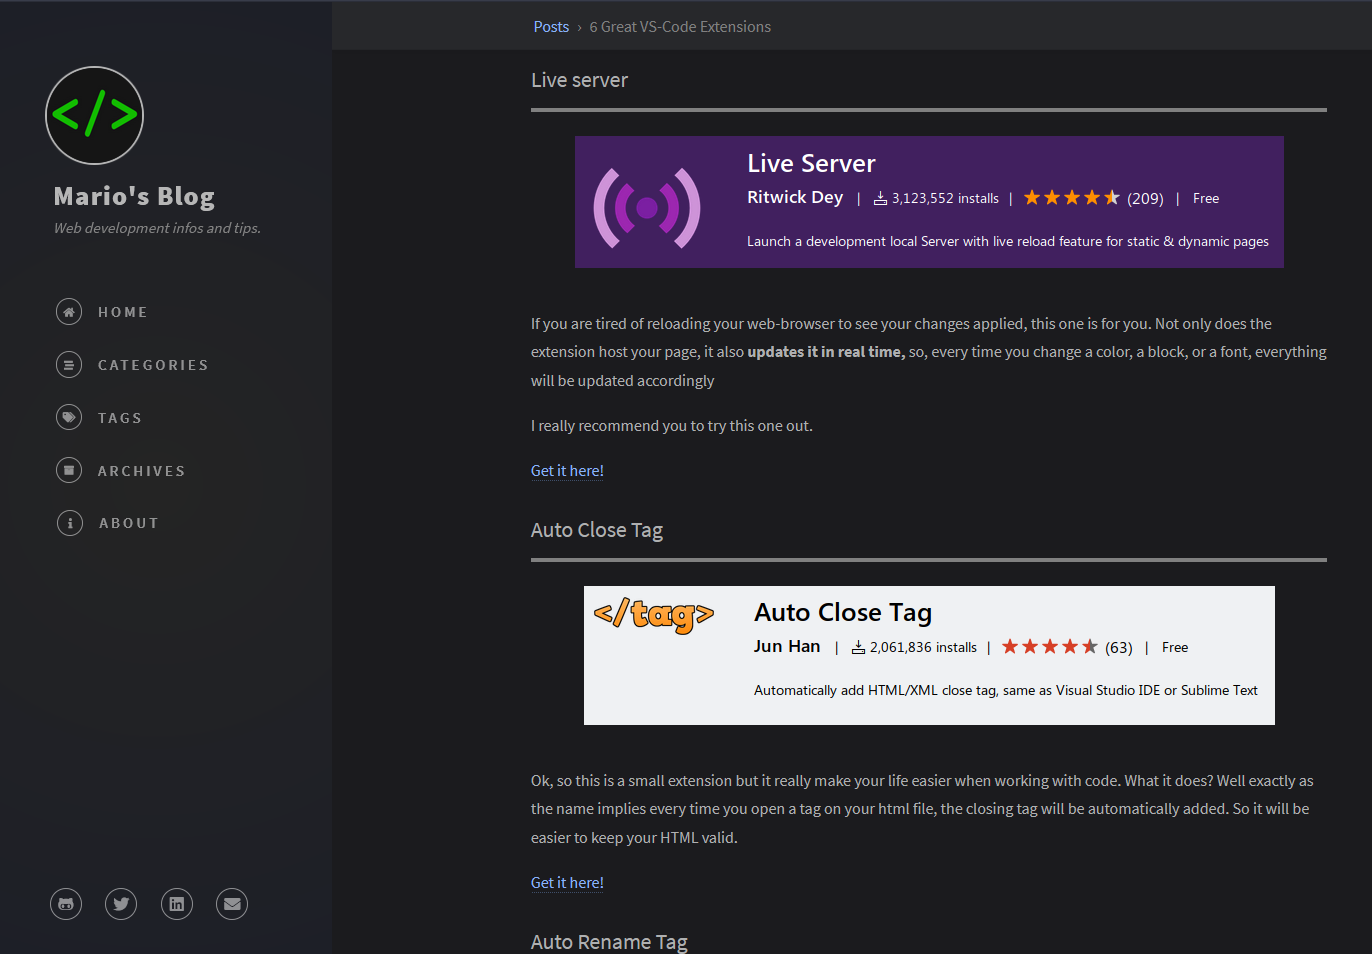 </>
Mario's Blog
Web development infos and tips.
HOME
CATEGORIES
TAGS
ARCHIVES
ABOUT
Posts › 6 Great VS-Code Extensions
Live server
Live Server
Ritwick Dey | 3,123,552 installs | (209) | Free
Launch a development local Server with live reload feature for static & dynamic pages
If you are tired of reloading your web-browser to see your changes applied, this one is for you. Not only does the
extension host your page, it also updates it in real time, so, every time you change a color, a block, or a font, everything
will be updated accordingly
I really recommend you to try this one out.
Get it here!
Auto Close Tag
</tag>
Auto Close Tag
Jun Han | 2,061,836 installs | (63) | Free
Automatically add HTML/XML close tag, same as Visual Studio IDE or Sublime Text
Ok, so this is a small extension but it really make your life easier when working with code. What it does? Well exactly as
the name implies every time you open a tag on your html file, the closing tag will be automatically added. So it will be
easier to keep your HTML valid.
Get it here!
Auto Rename Tag